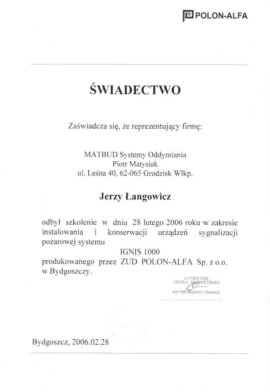 POLON-ALFA
ŚWIADECTWO
Zaświadcza się, że reprezentujący firmę:
MATBUD Systemy Oddymiania
Piotr Matysiak
ul. Leśna 40, 62-065 Grodzisk Wlkp.
Jerzy Łangowicz
odbył szkolenie w dniu 28 lutego 2006 roku w zakresie
instalowania i konserwacji urządzeń sygnalizacji
pożarowej systemu
IGNIS 1000
produkowanego przez ZUD POLON-ALFA Sp. z o.o.
w Bydgoszczy.
Bydgoszcz, 2006.02.28